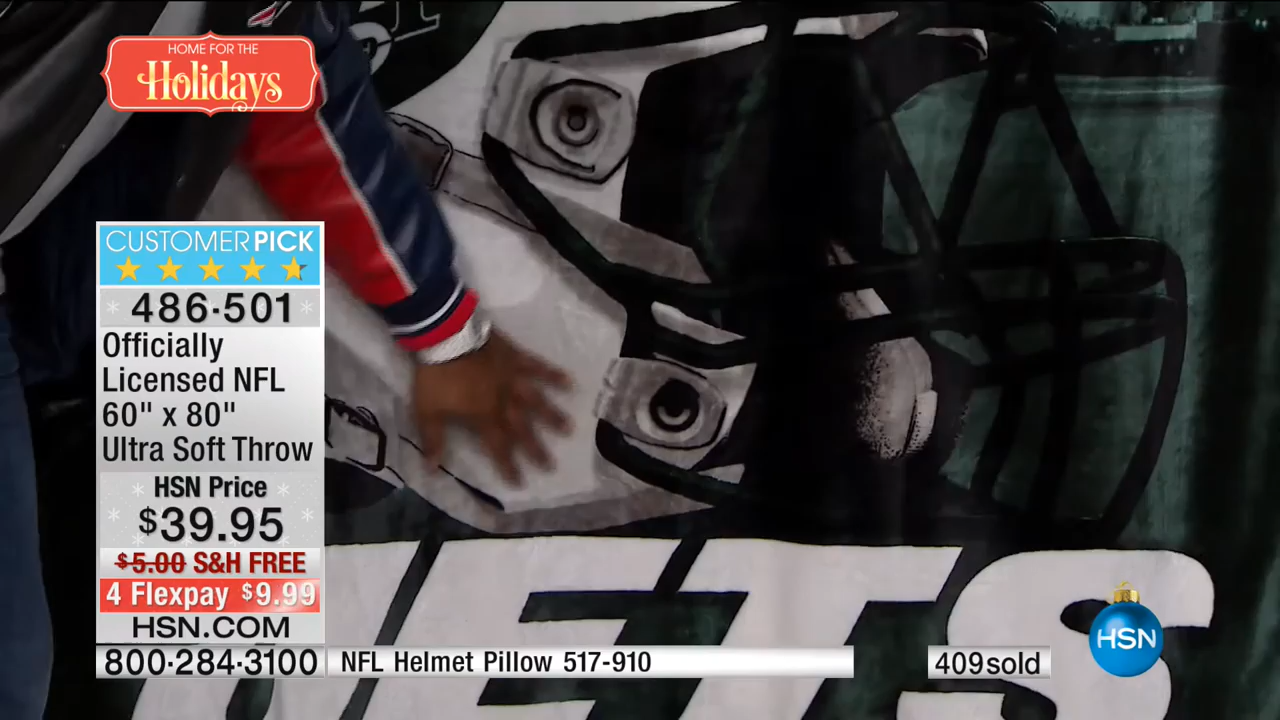 HOME FOR THE
Holidays
CUSTOMER PICK
486-501
Officially
Licensed NFL
60" x 80"
Ultra Soft Throw
HSN Price
$39.95
$5.00 S&H FREE
4 Flexpay $9.99
HSN.COM
800-284-3100
NFL Helmet Pillow 517-910
409 sold
HSN
JETS